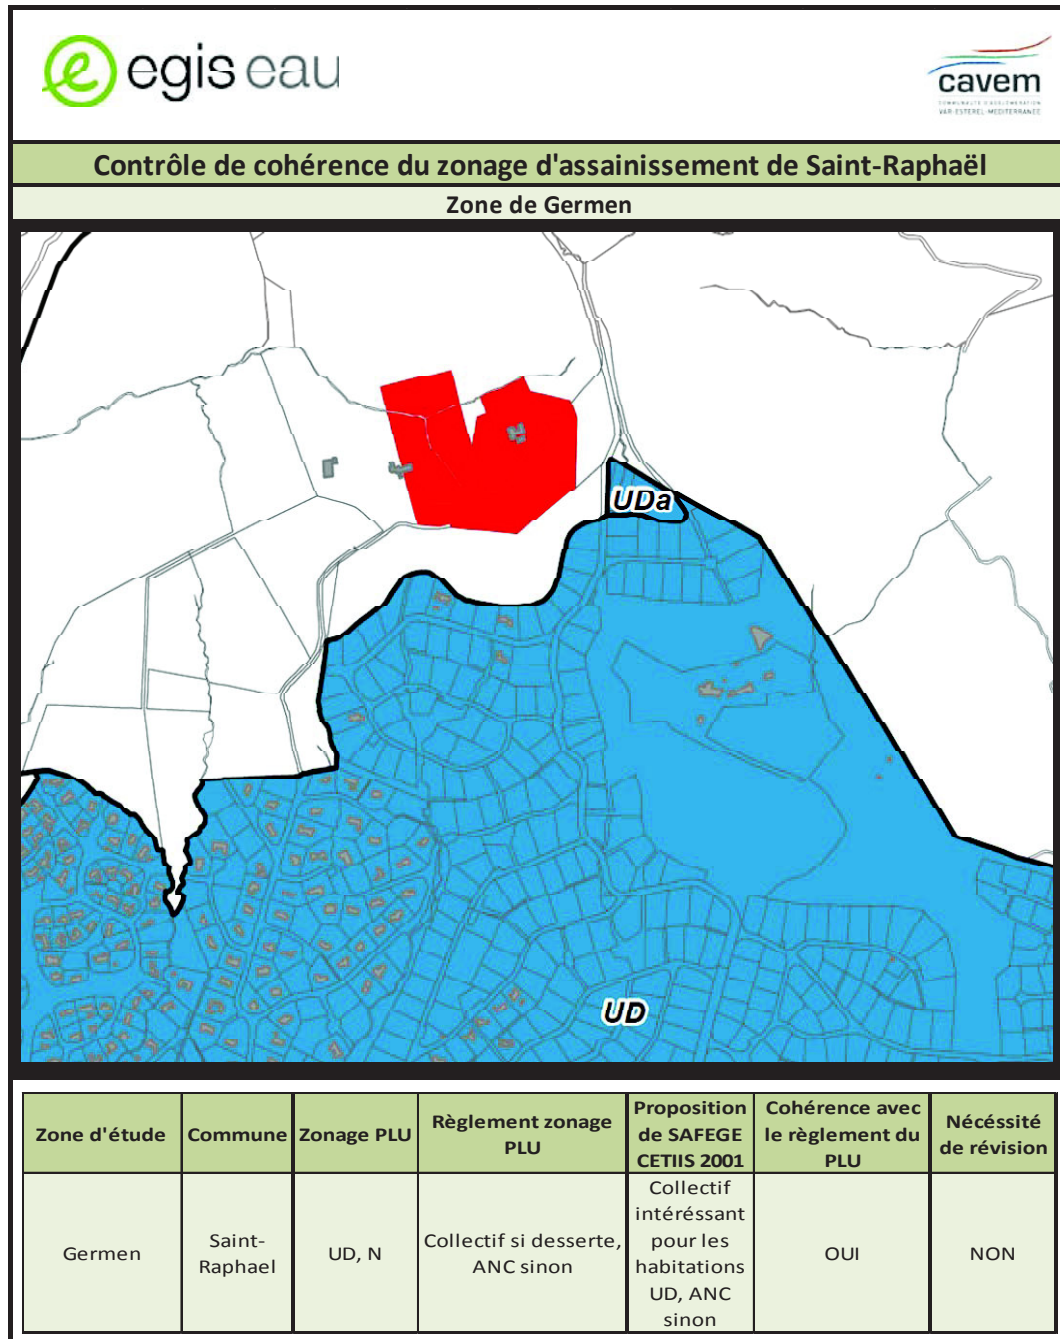 egis eau
cavem
COMMUNAUTÉ D'AGGLOMÉRATION
VAR-ESTEREL-MEDITERRANEE
Contrôle de cohérence du zonage d'assainissement de Saint-Raphaël
Zone de Germen
UDa
UD
Zone d'étude
Commune
Zonage PLU
Règlement zonage
PLU
Proposition
de SAFEGE
CETIIS 2001
Cohérence avec
le règlement du
PLU
Nécéssité
de révision
Germen
Saint-
Raphael
UD, N
Collectif si desserte,
ANC sinon
Collectif
intéréssant
pour les
habitations
UD, ANC
sinon
OUI
NON